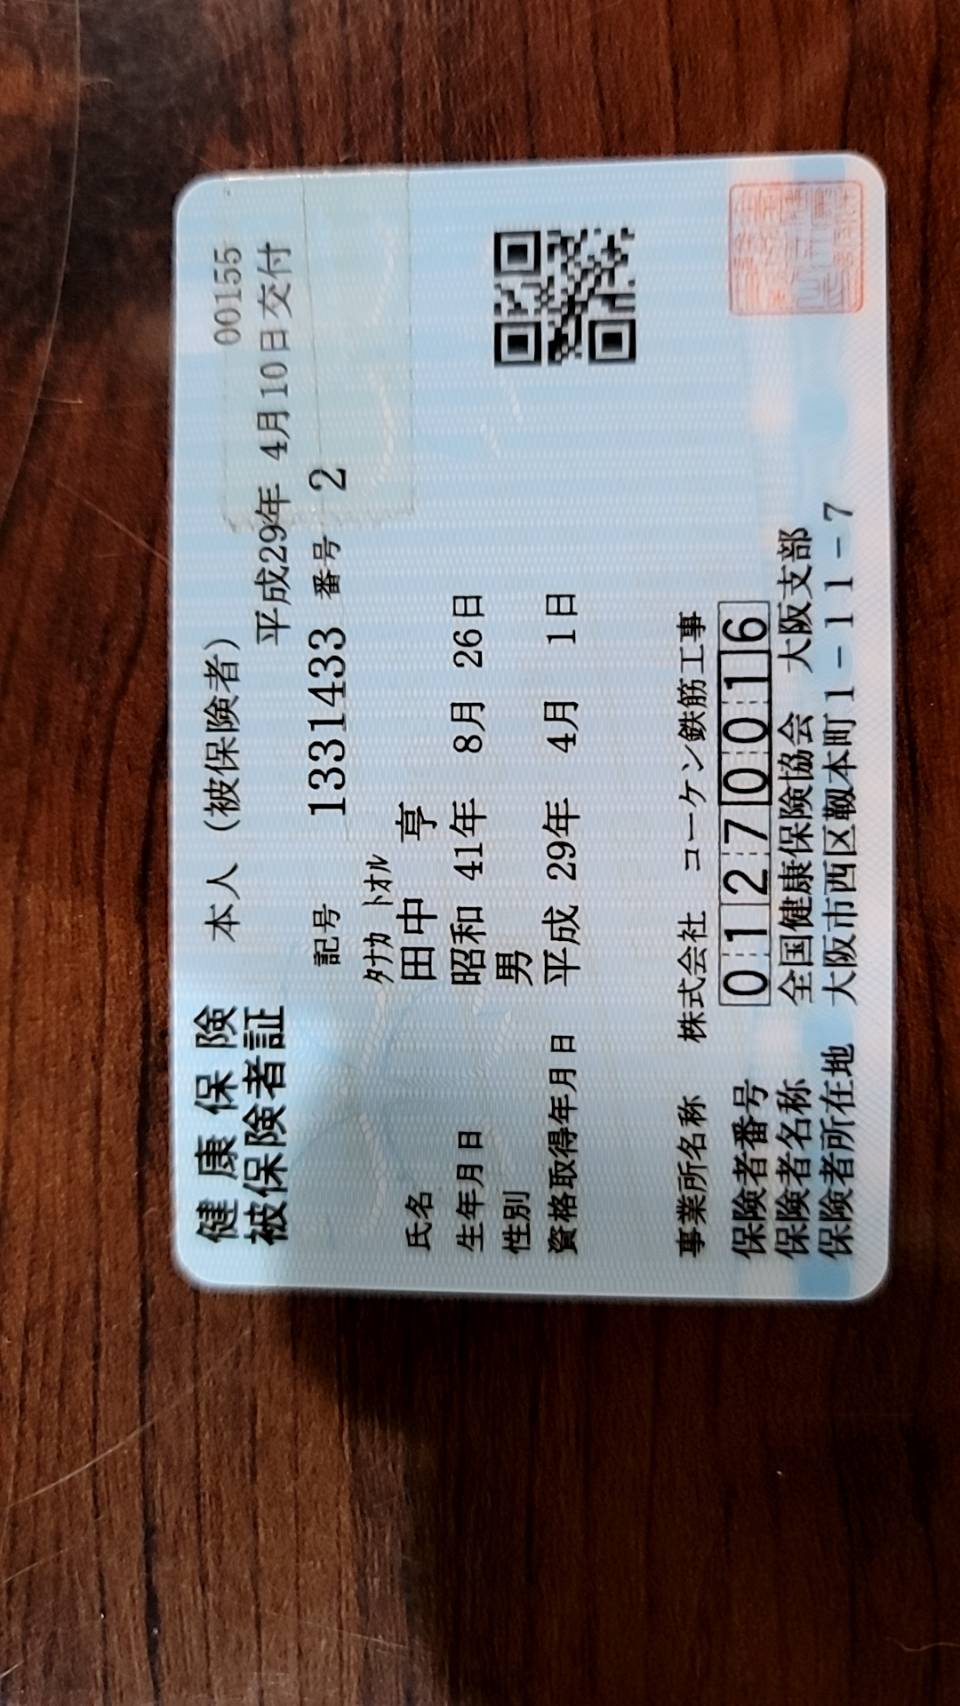 健康保険 本人（被保険者） 00155
被保険者証 平成29年 4月10日交付
記号 1331433 番号 2
ﾀﾅｶ ﾄｵﾙ
氏名 田中 亨
生年月日 昭和 41年 8月 26日
性別 男
資格取得年月日 平成 29年 4月 1日
事業所名称 株式会社 コーケン鉄筋工事
保険者番号 01270016
保険者名称 全国健康保険協会 大阪支部
保険者所在地 大阪市西区靱本町1-11-7